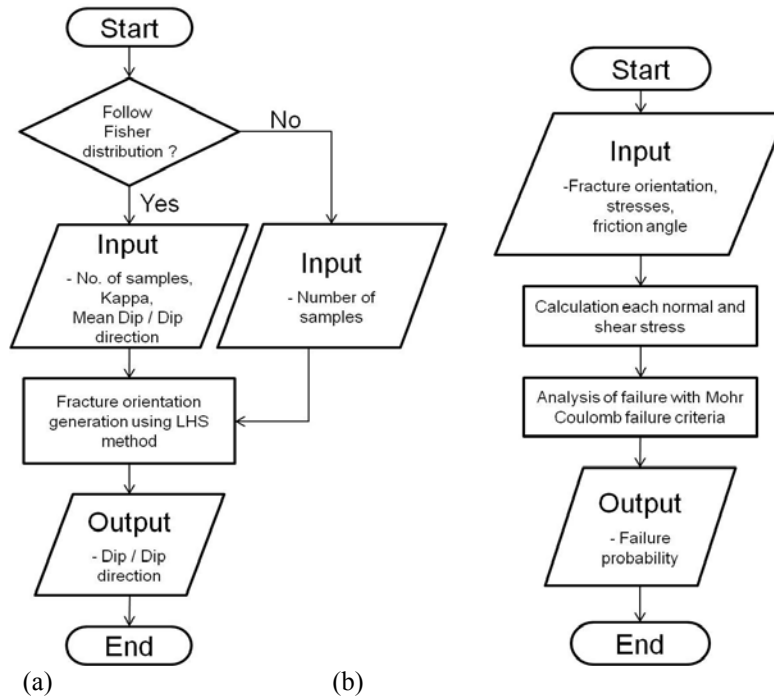 Start
Follow
Fisher
distribution ?
No
Yes
Input
- No. of samples,
Kappa,
Mean Dip / Dip
direction
Input
- Number of
samples
Fracture orientation
generation using LHS
method
Output
- Dip / Dip
direction
End
(a)
Start
Input
-Fracture orientation,
stresses,
friction angle
Calculation each normal and
shear stress
Analysis of failure with Mohr
Coulomb failure criteria
Output
- Failure
probability
End
(b)